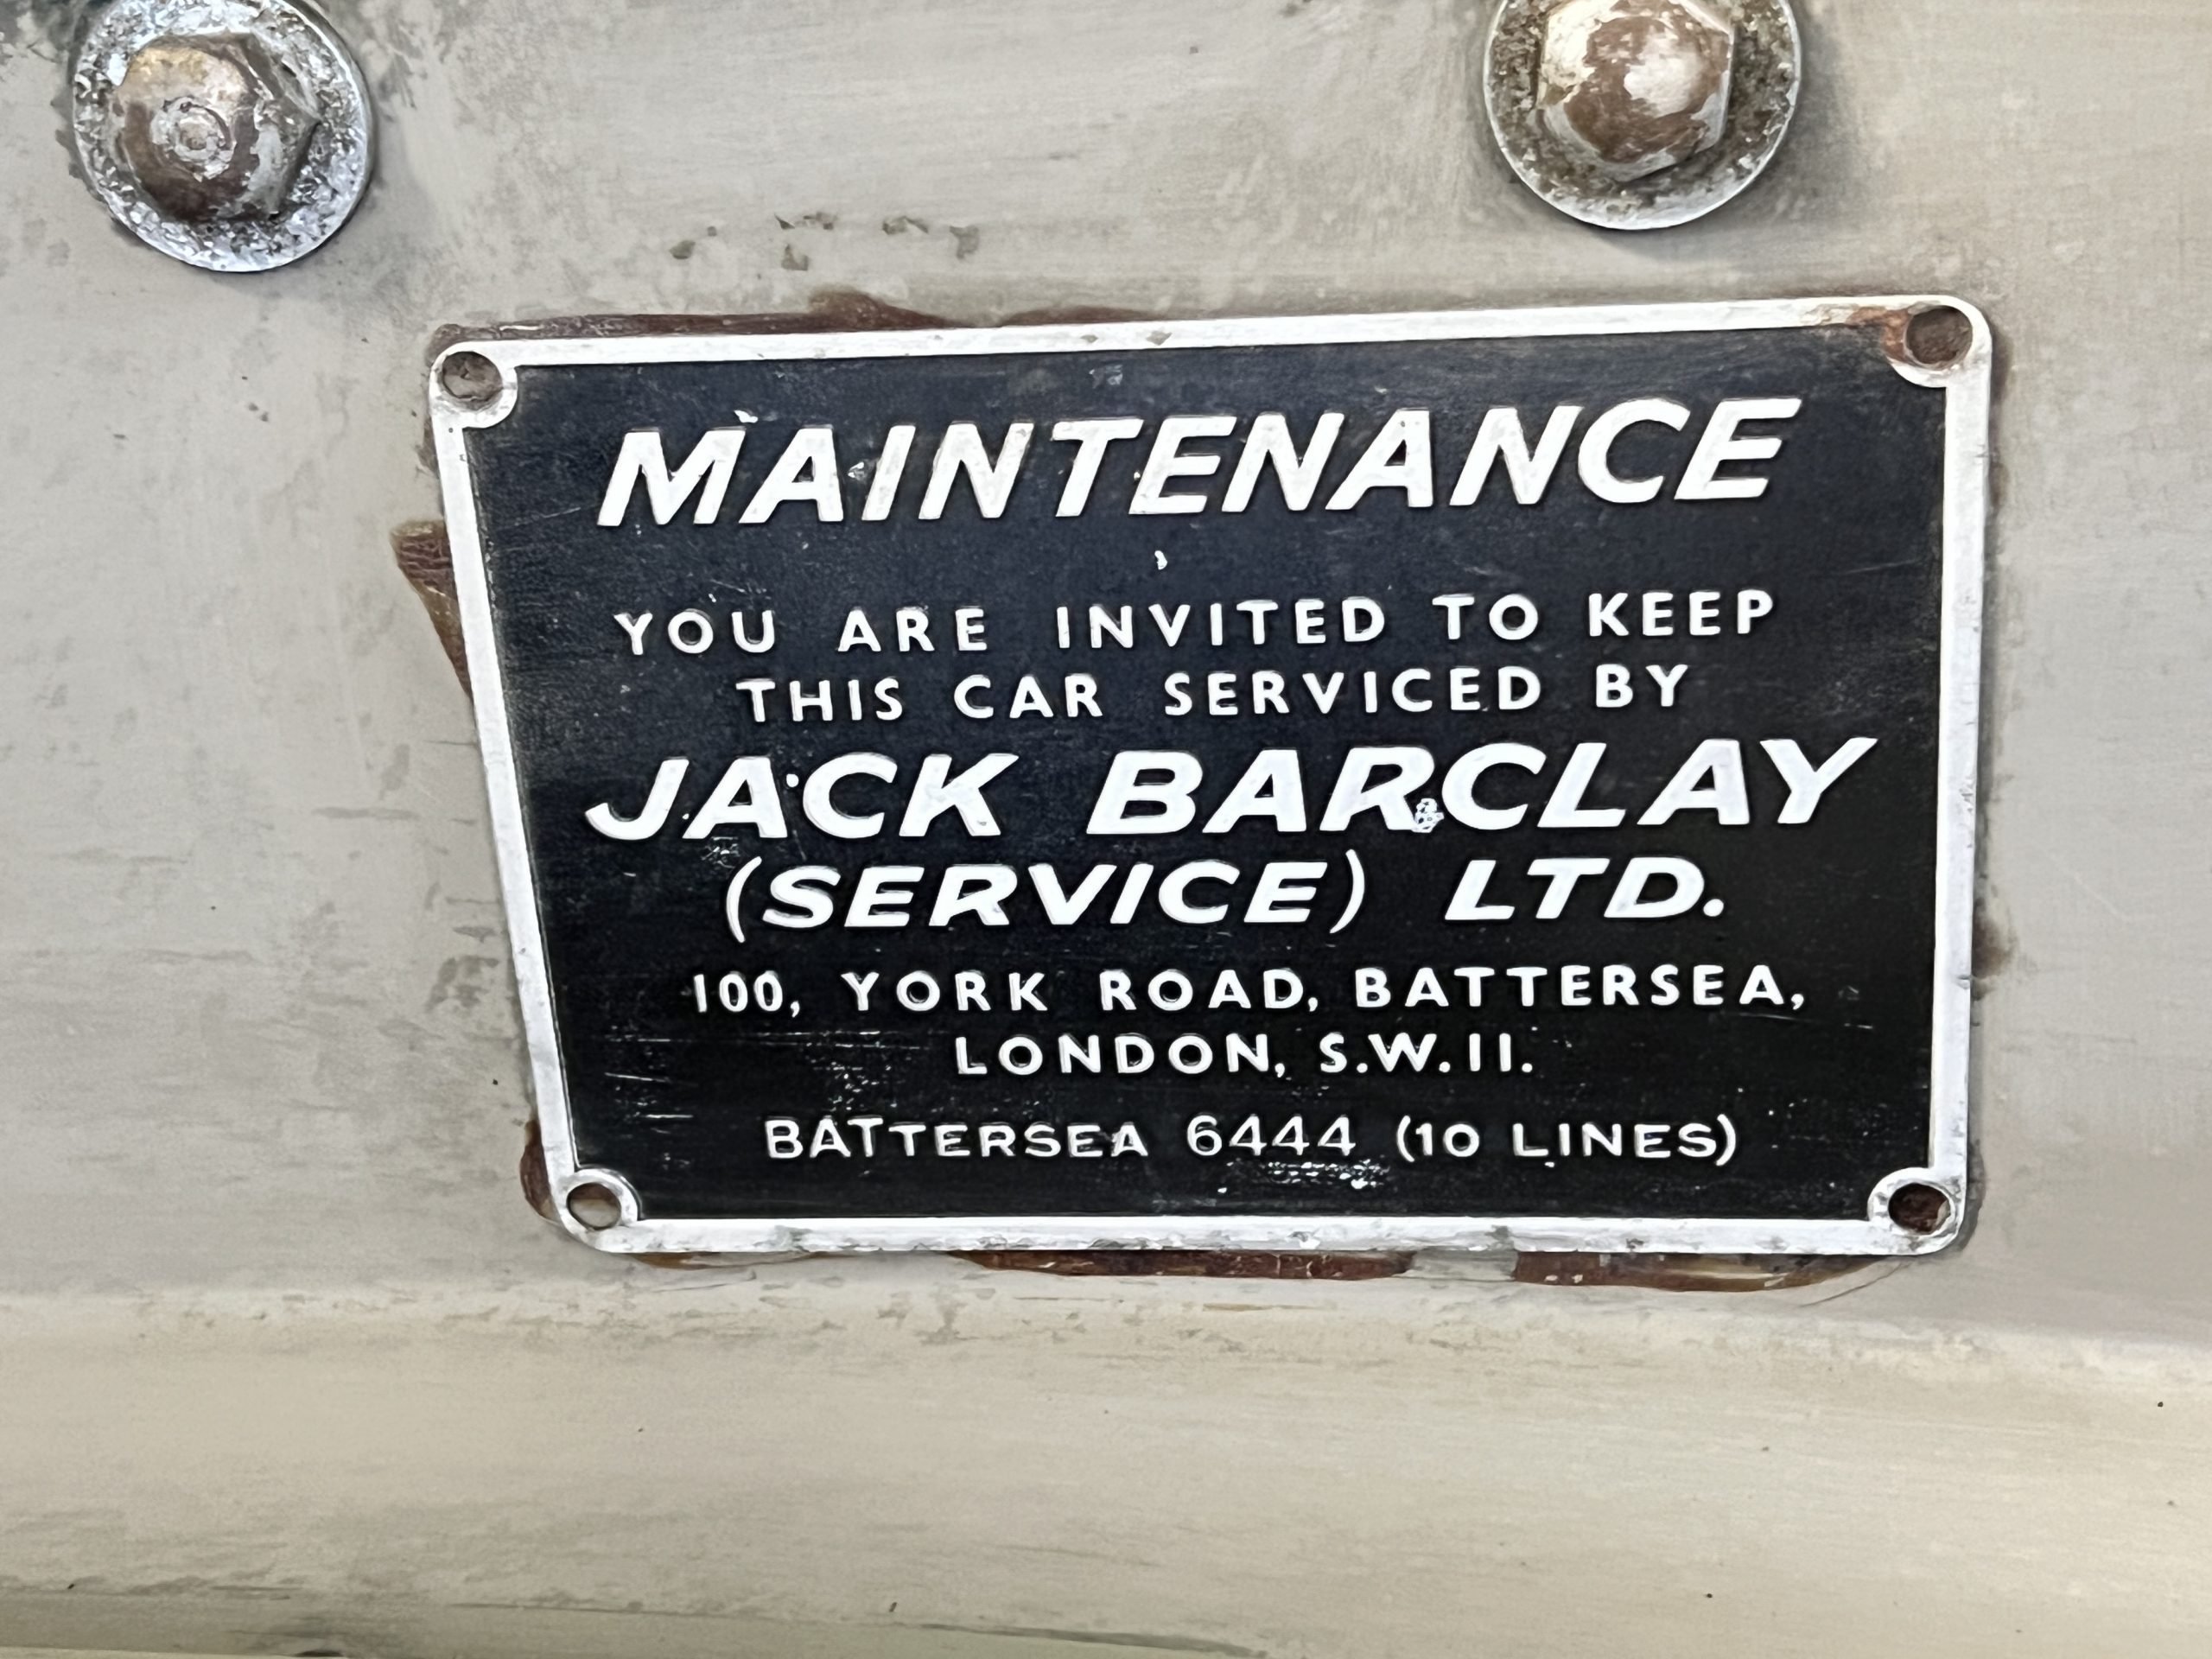 MAINTENANCE
YOU ARE INVITED TO KEEP
THIS CAR SERVICED BY
JACK BARCLAY
(SERVICE) LTD.
100, YORK ROAD, BATTERSEA,
LONDON, S.W.11.
BATTERSEA 6444 (10 LINES)